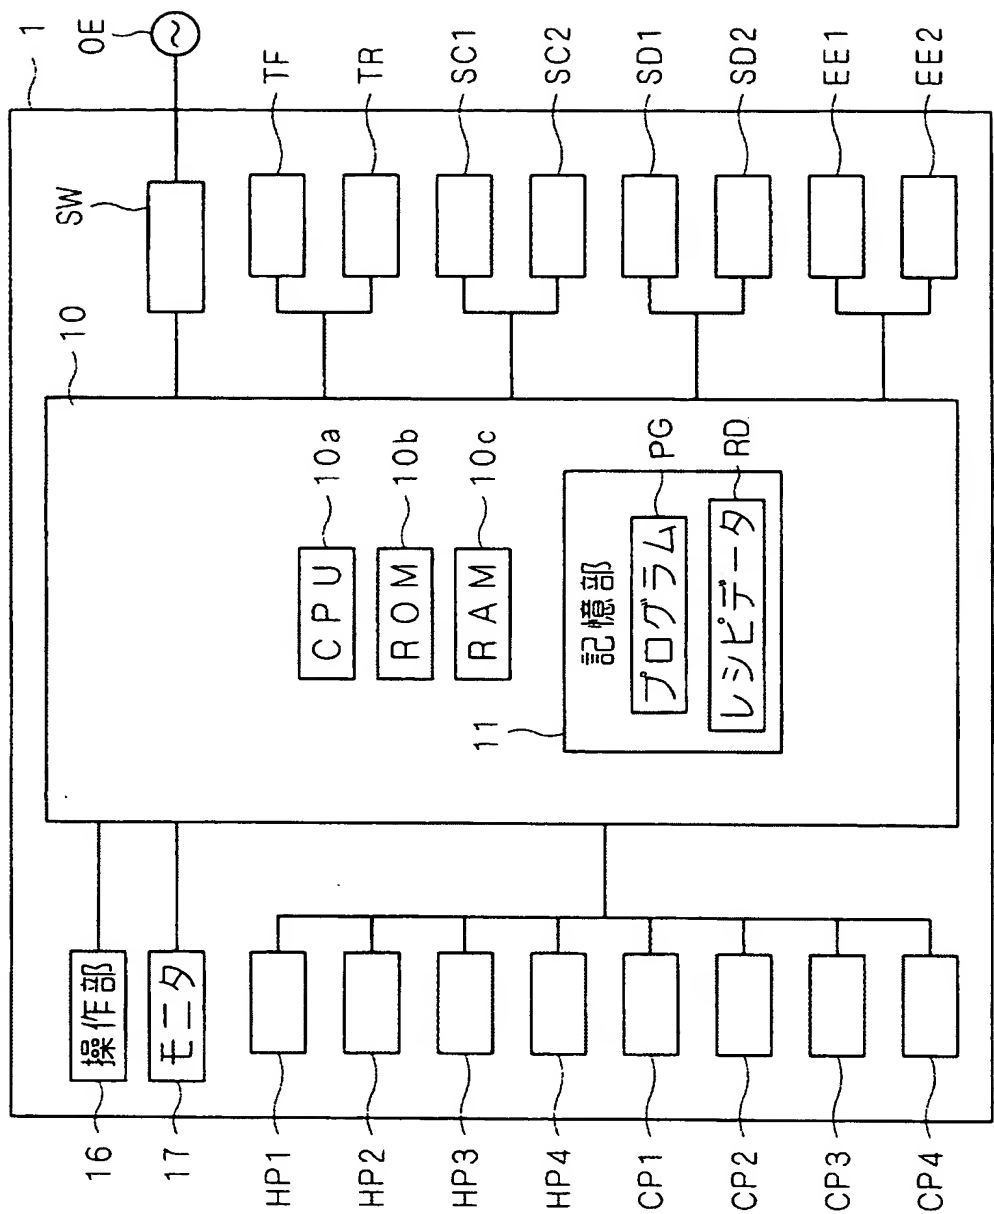 1
10
SW
OE
16
操作部
17
モニタ
~
HP1
TF
CPU
10a
HP2
TR
ROM
10b
HP3
SC1
RAM
10c
11
HP4
SC2
記憶部
CP1
SD1
プログラム
PG
CP2
SD2
レシピデータ
RD
CP3
EE1
CP4
EE2